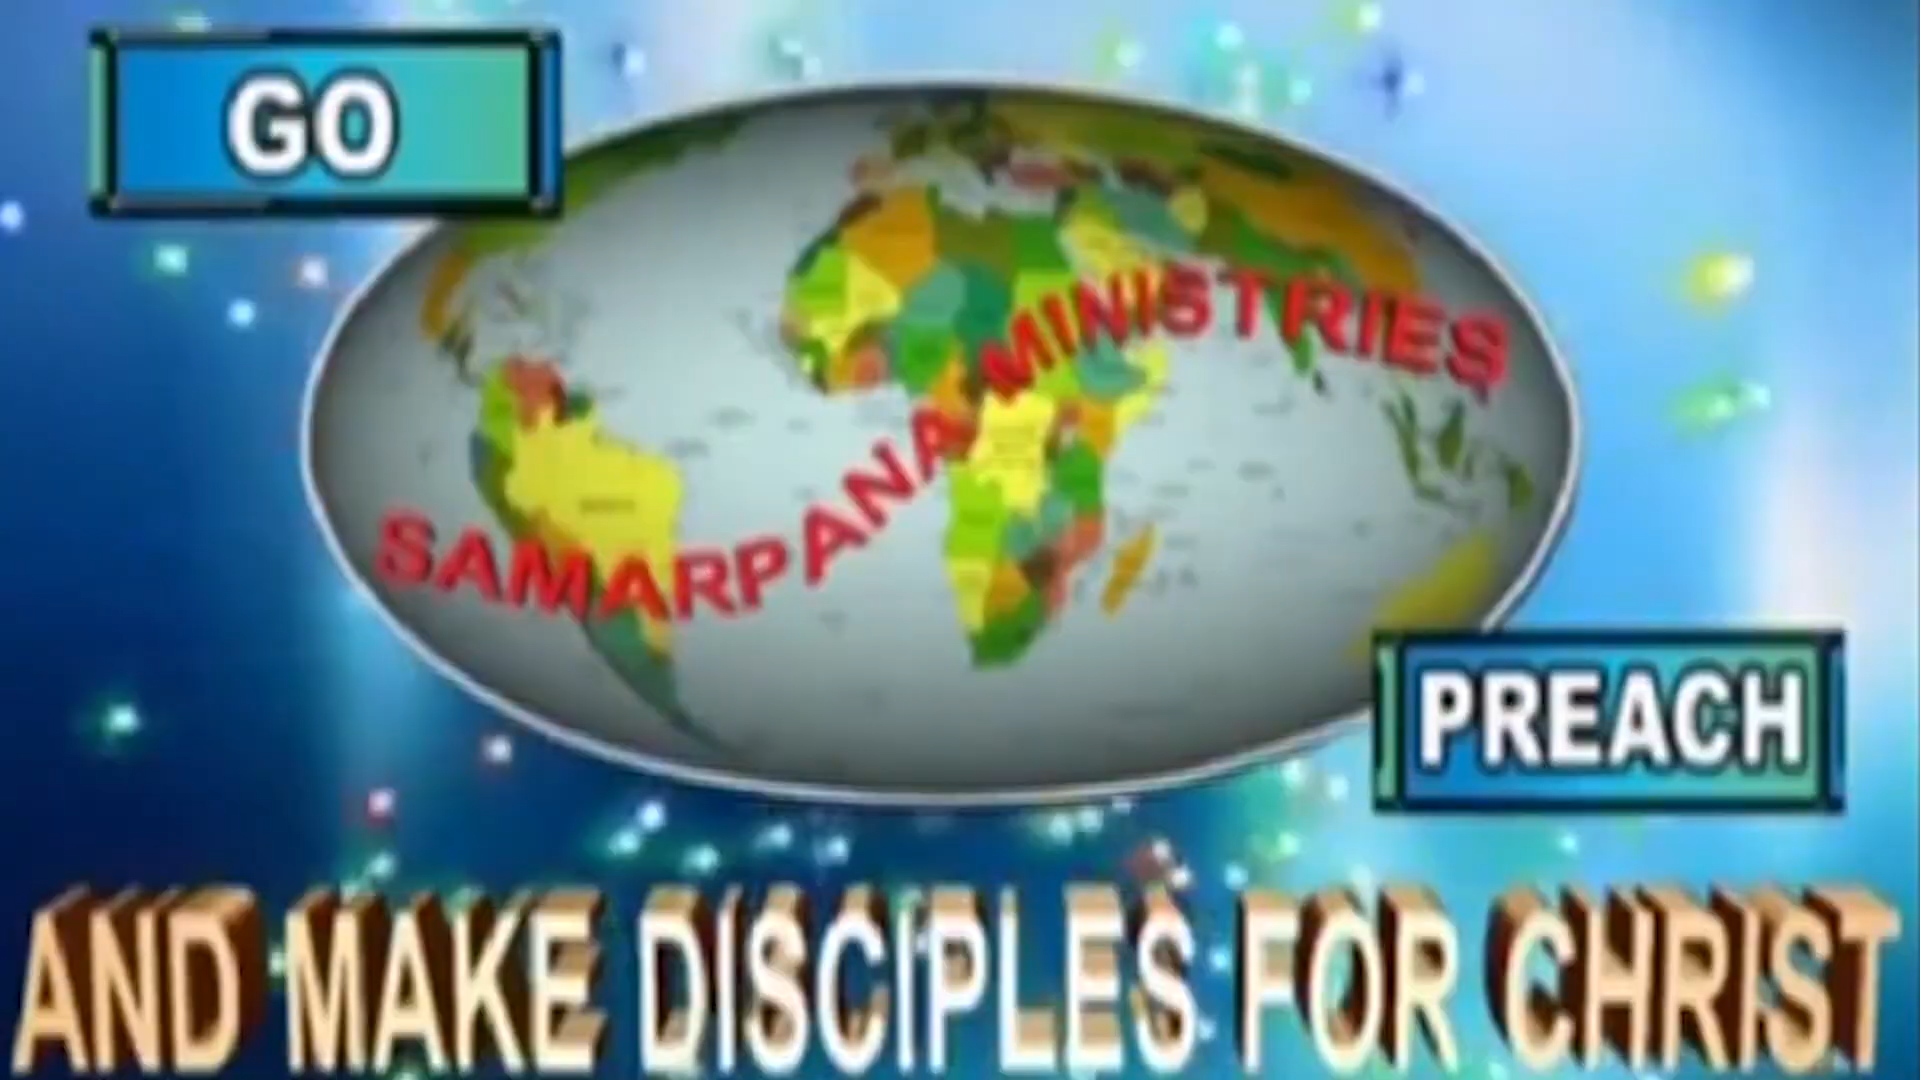 GO
SAMARPANA MINISTRIES
PREACH
AND MAKE DISCIPLES FOR CHRIST